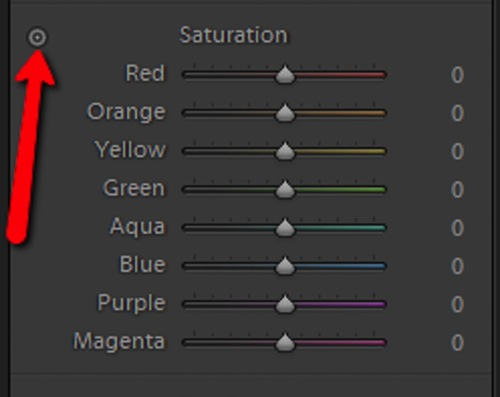 Saturation
Red 0
Orange 0
Yellow 0
Green 0
Aqua 0
Blue 0
Purple 0
Magenta 0